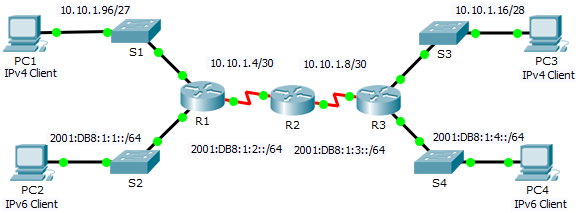 10.10.1.96/27
10.10.1.16/28
PC1
IPv4 Client
S1
S3
PC3
IPv4 Client
10.10.1.4/30
10.10.1.8/30
R1
R2
R3
2001:DB8:1:1::/64
2001:DB8:1:2::/64
2001:DB8:1:3::/64
2001:DB8:1:4::/64
PC2
IPv6 Client
S2
S4
PC4
IPv6 Client